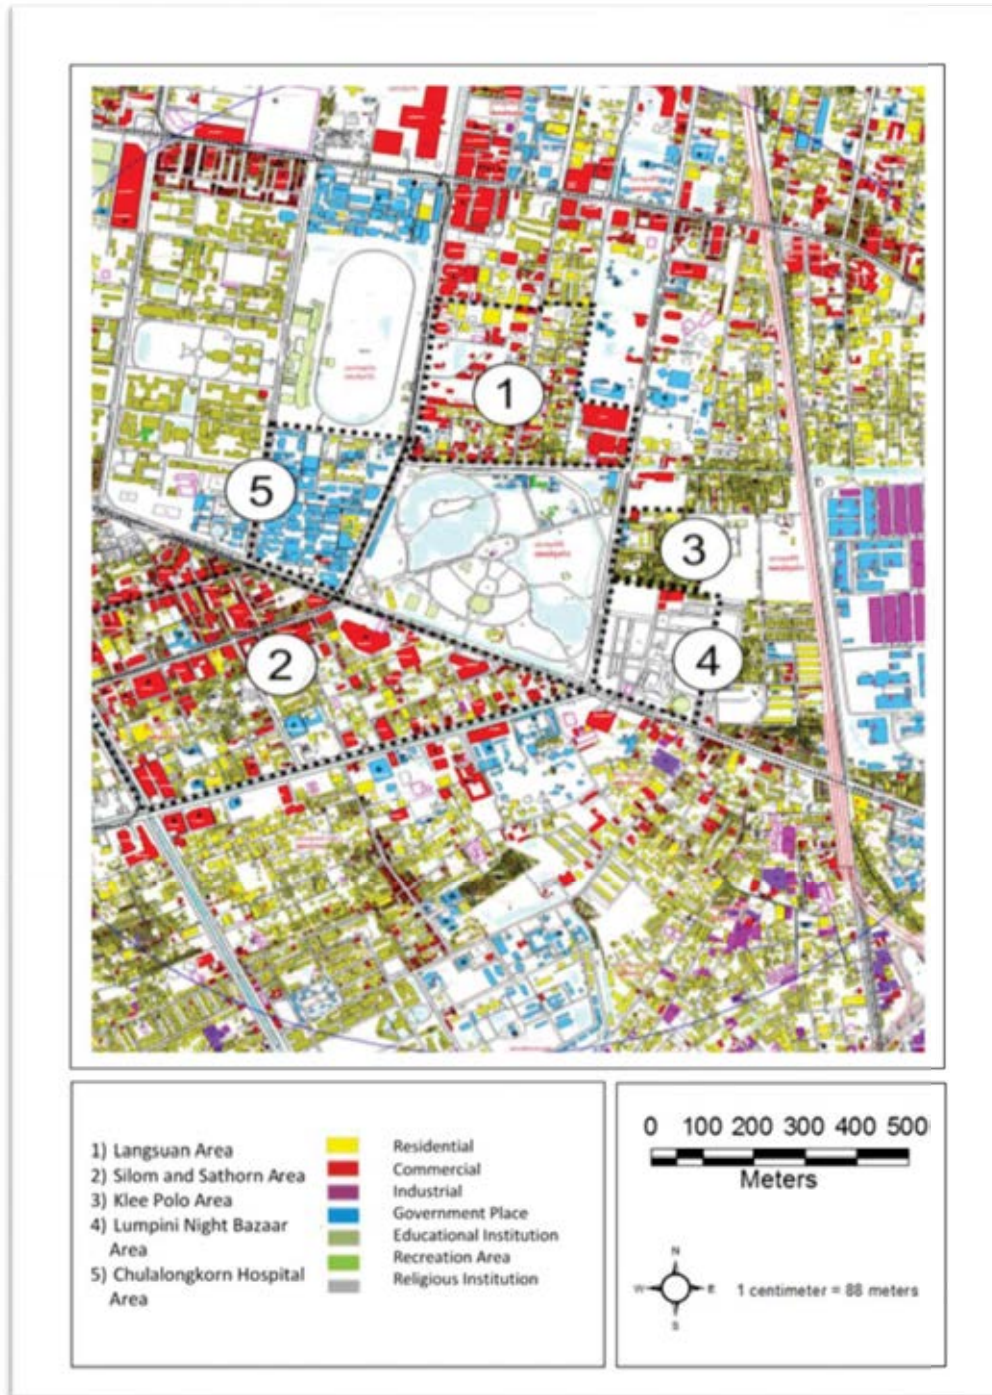 1
5
3
2
4
1) Langsuan Area
2) Silom and Sathorn Area
3) Klee Polo Area
4) Lumpini Night Bazaar
Area
5) Chulalongkorn Hospital
Area
Residential
Commercial
Industrial
Government Place
Educational Institution
Recreation Area
Religious Institution
0 100 200 300 400 500
Meters
N
W E
S
1 centimeter = 88 meters